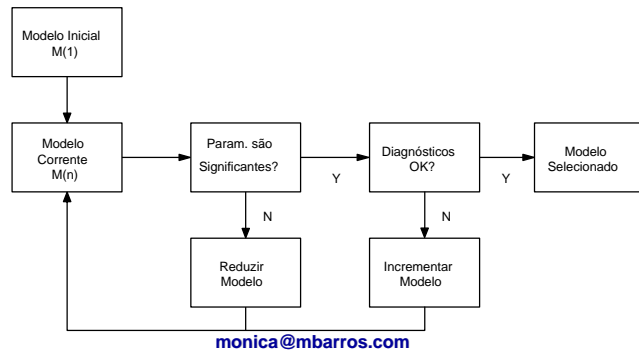 Modelo Inicial
M(1)
Modelo
Corrente
M(n)
Param. são
Significantes?
Y
Diagnósticos
OK?
Y
Modelo
Selecionado
N
N
Reduzir
Modelo
Incrementar
Modelo
monica@mbarros.com